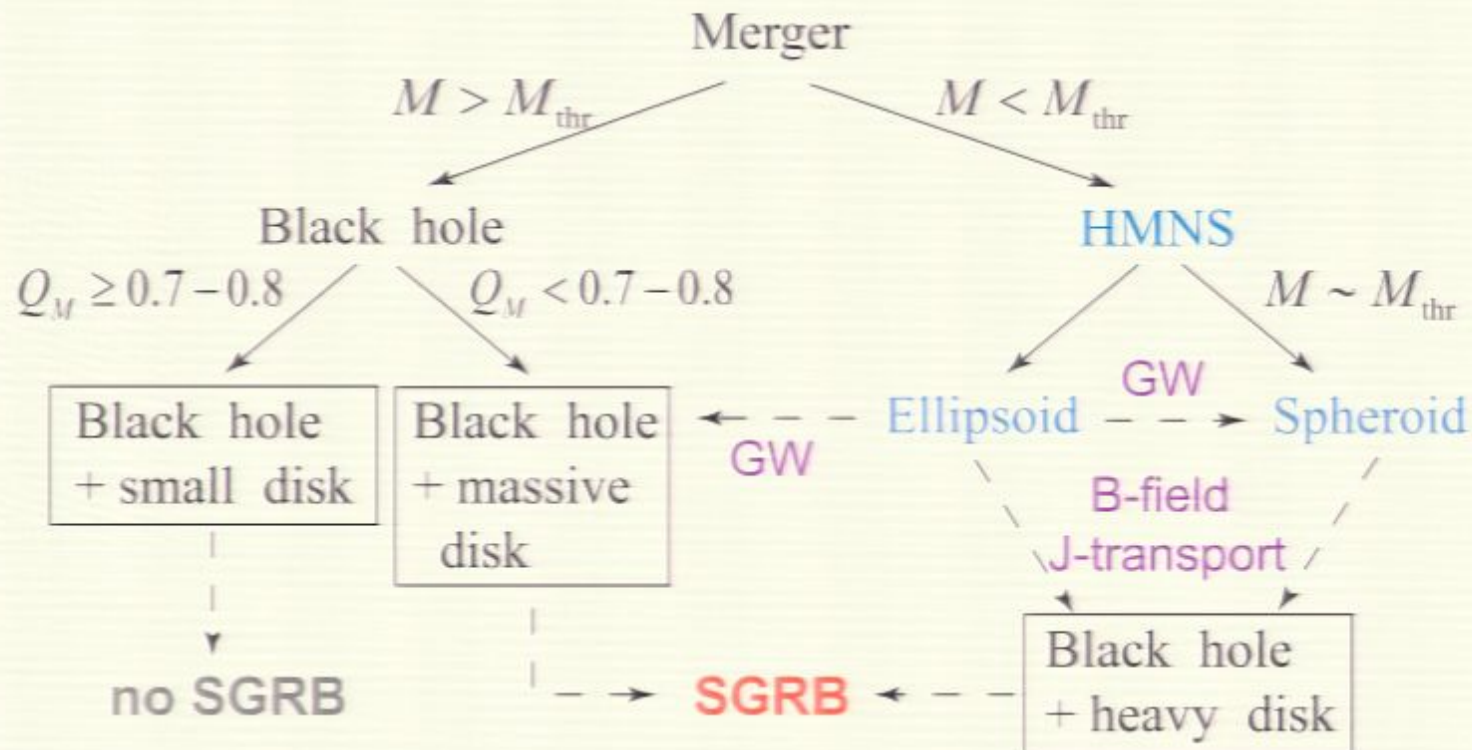 Merger
M > M_thr
M < M_thr
Black hole
HMNS
Q_M ≥ 0.7 – 0.8
Q_M < 0.7 – 0.8
M ~ M_thr
Black hole
+ small disk
Black hole
+ massive
disk
GW
Ellipsoid
GW
Spheroid
B-field
J-transport
no SGRB
SGRB
Black hole
+ heavy disk